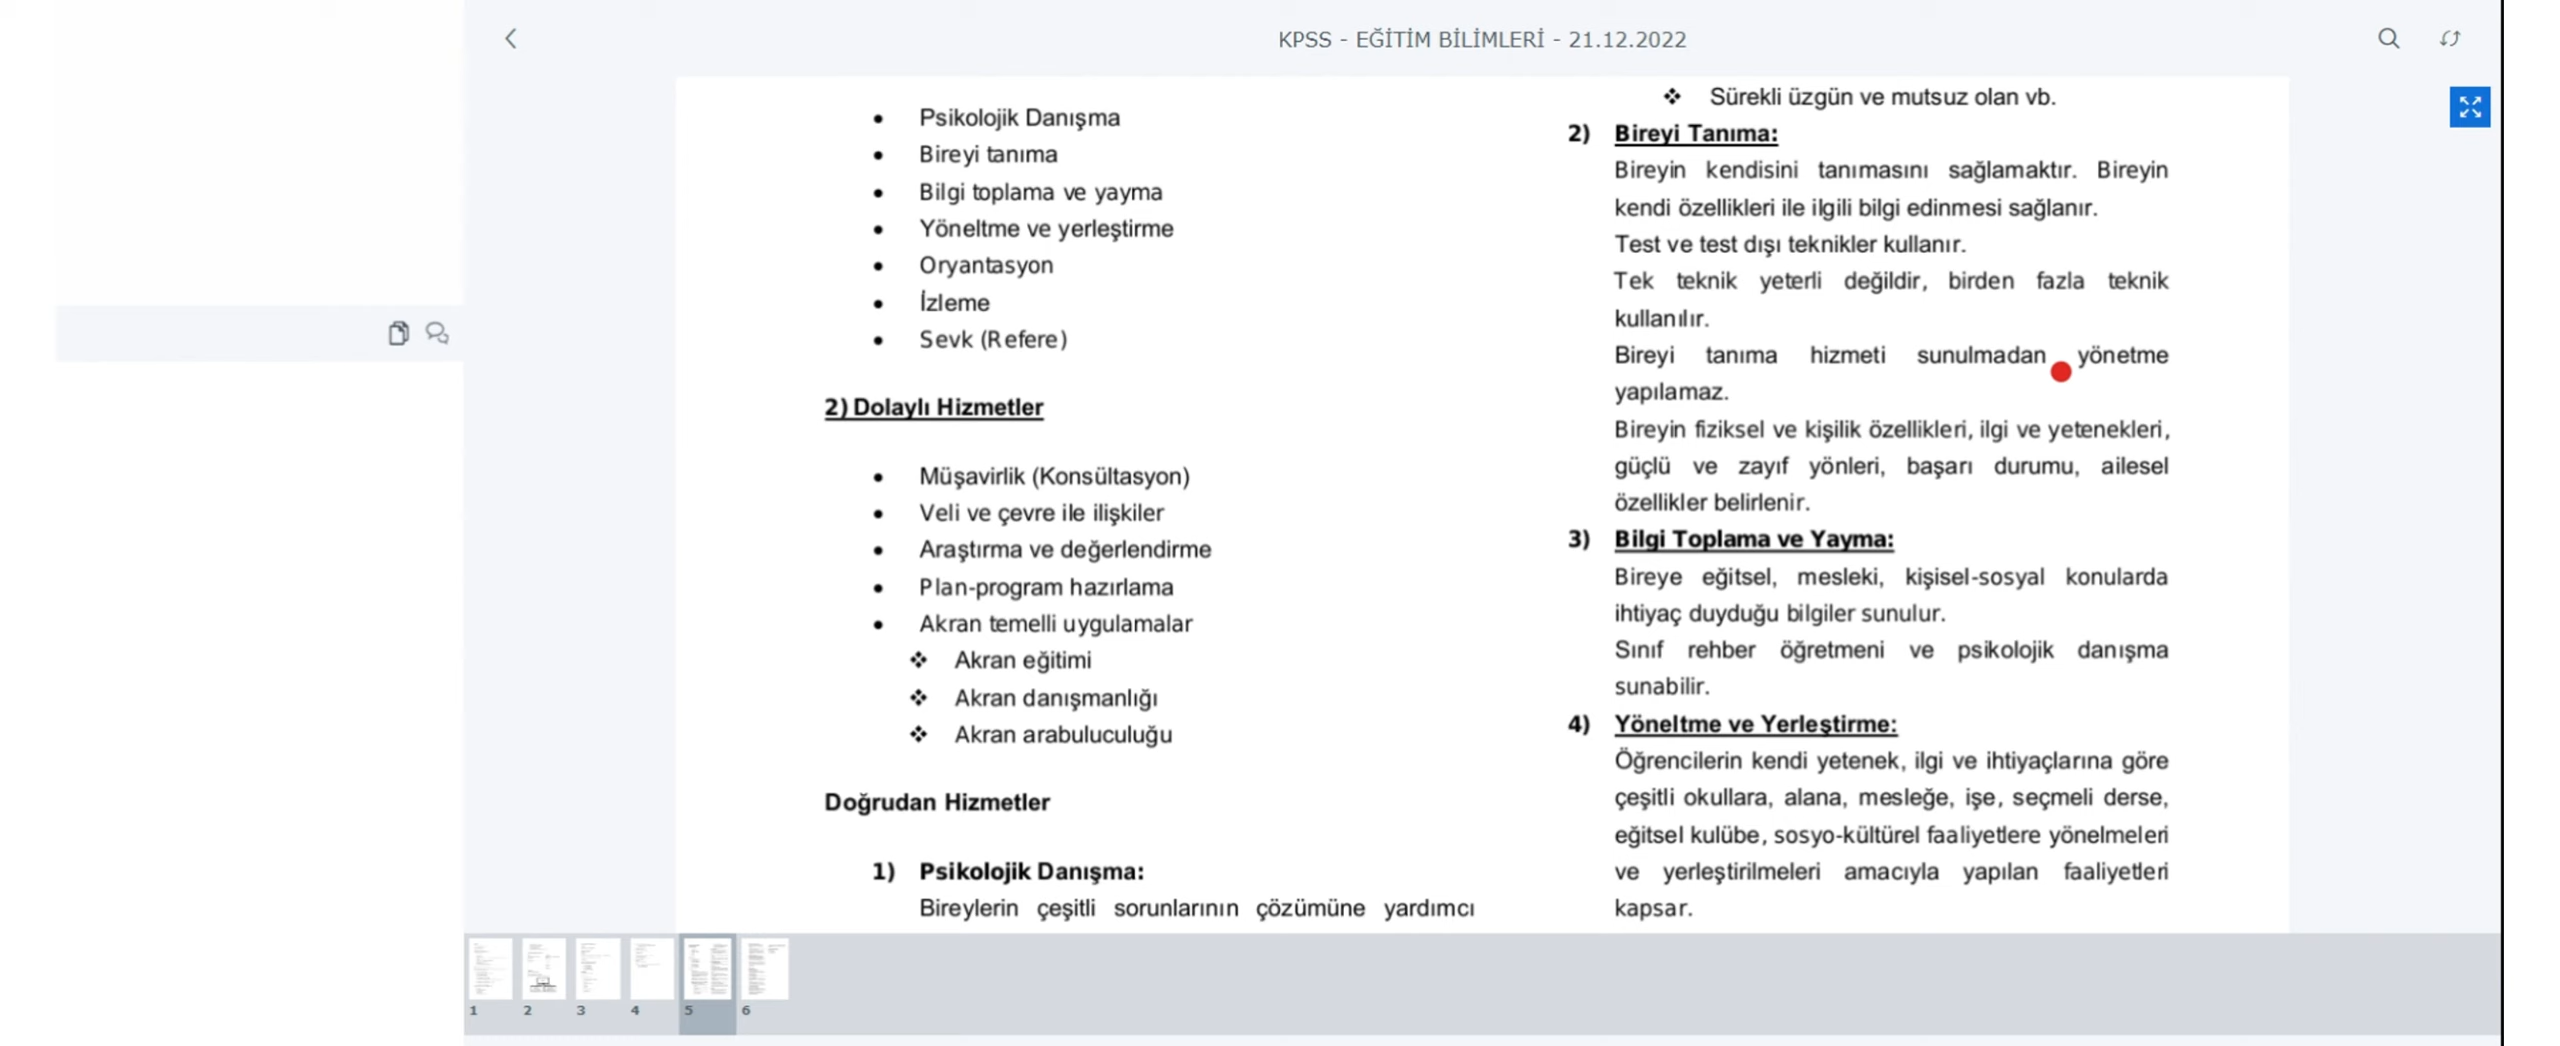 KPSS - EĞİTİM BİLİMLERİ - 21.12.2022
• Psikolojik Danışma
• Bireyi tanıma
• Bilgi toplama ve yayma
• Yöneltme ve yerleştirme
• Oryantasyon
• İzleme
• Sevk (Refere)
2) Dolaylı Hizmetler
• Müşavirlik (Konsültasyon)
• Veli ve çevre ile ilişkiler
• Araştırma ve değerlendirme
• Plan-program hazırlama
• Akran temelli uygulamalar
❖ Akran eğitimi
❖ Akran danışmanlığı
❖ Akran arabuluculuğu
Doğrudan Hizmetler
1) Psikolojik Danışma:
Bireylerin çeşitli sorunlarının çözümüne yardımcı
❖ Sürekli üzgün ve mutsuz olan vb.
2) Bireyi Tanıma:
Bireyin kendisini tanımasını sağlamaktır. Bireyin
kendi özellikleri ile ilgili bilgi edinmesi sağlanır.
Test ve test dışı teknikler kullanır.
Tek teknik yeterli değildir, birden fazla teknik
kullanılır.
Bireyi tanıma hizmeti sunulmadan yönetme
yapılamaz.
Bireyin fiziksel ve kişilik özellikleri, ilgi ve yetenekleri,
güçlü ve zayıf yönleri, başarı durumu, ailesel
özellikler belirlenir.
3) Bilgi Toplama ve Yayma:
Bireye eğitsel, mesleki, kişisel-sosyal konularda
ihtiyaç duyduğu bilgiler sunulur.
Sınıf rehber öğretmeni ve psikolojik danışma
sunabilir.
4) Yöneltme ve Yerleştirme:
Öğrencilerin kendi yetenek, ilgi ve ihtiyaçlarına göre
çeşitli okullara, alana, mesleğe, işe, seçmeli derse,
eğitsel kulübe, sosyo-kültürel faaliyetlere yönelmeleri
ve yerleştirilmeleri amacıyla yapılan faaliyetleri
kapsar.
1 2 3 4 5 6